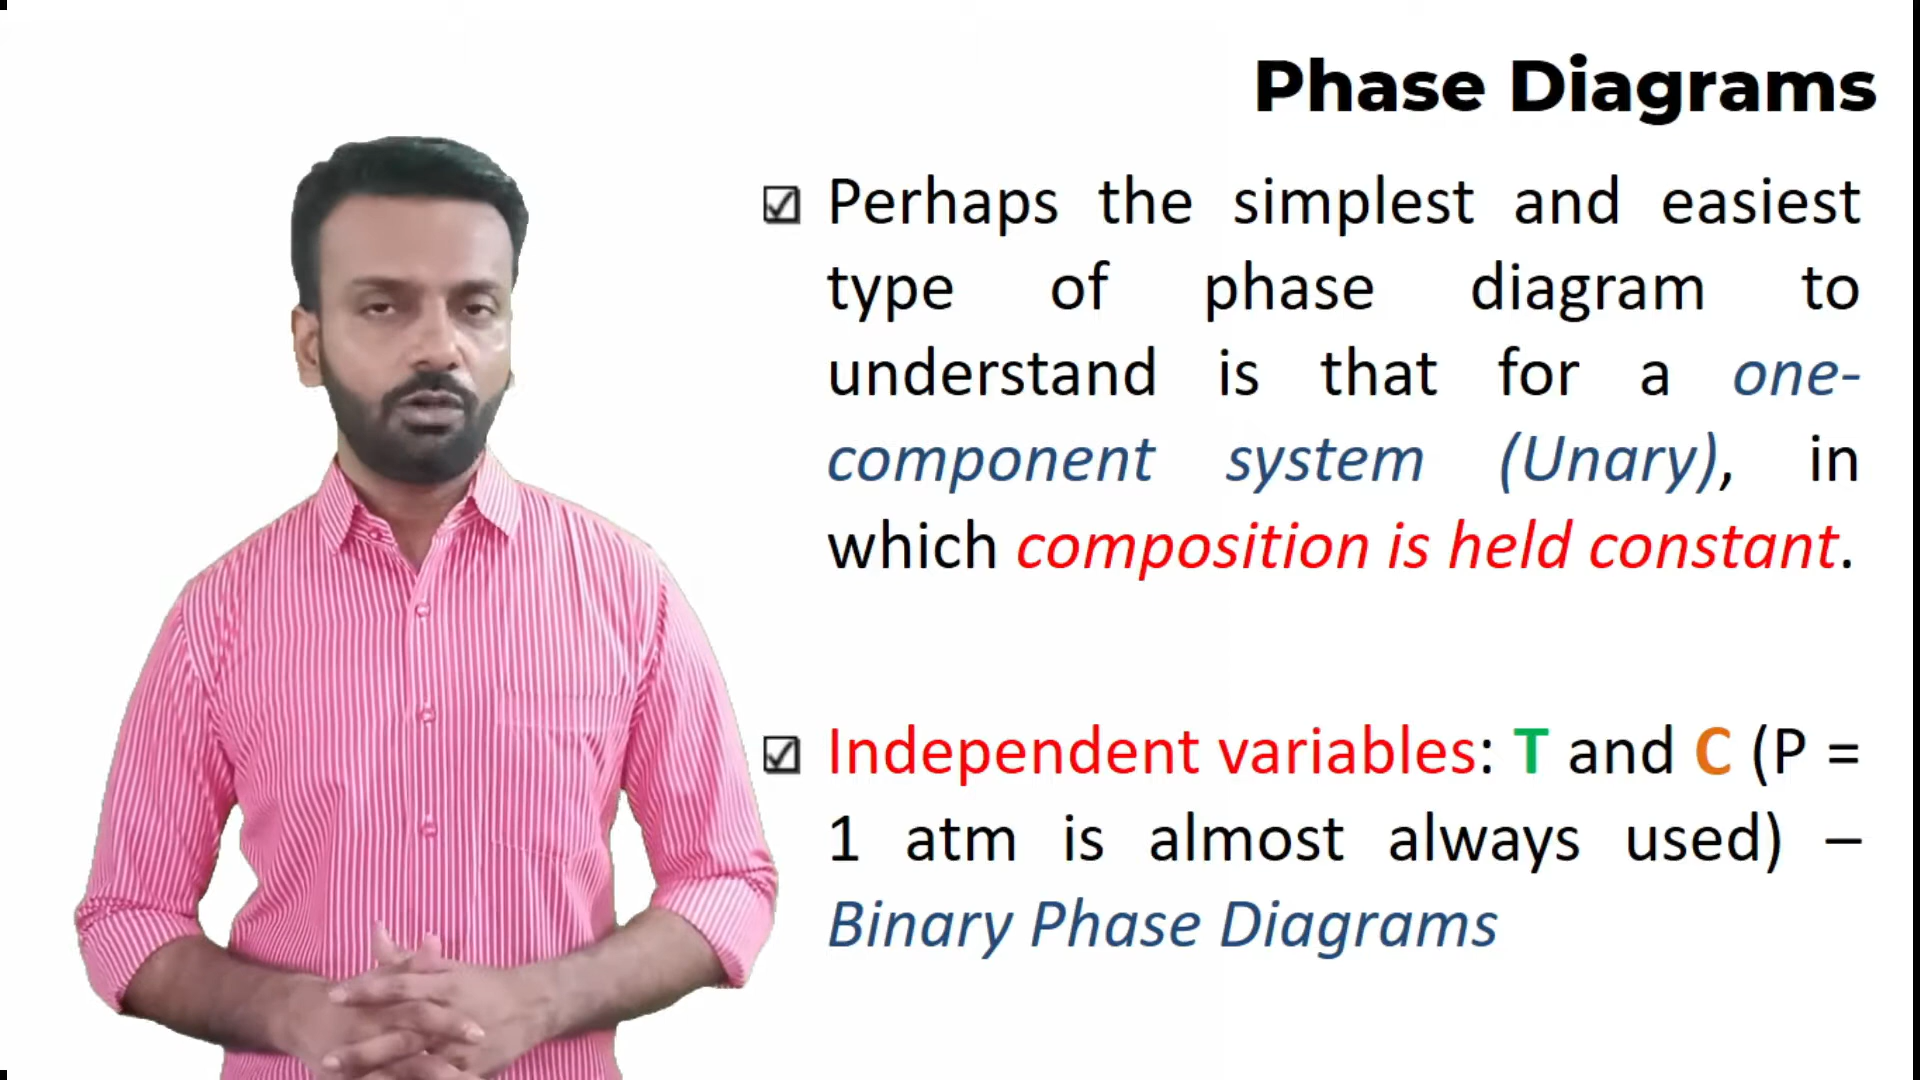 Phase Diagrams
Perhaps the simplest and easiest
type of phase diagram to
understand is that for a one-
component system (Unary), in
which composition is held constant.
Independent variables: T and C (P =
1 atm is almost always used) –
Binary Phase Diagrams